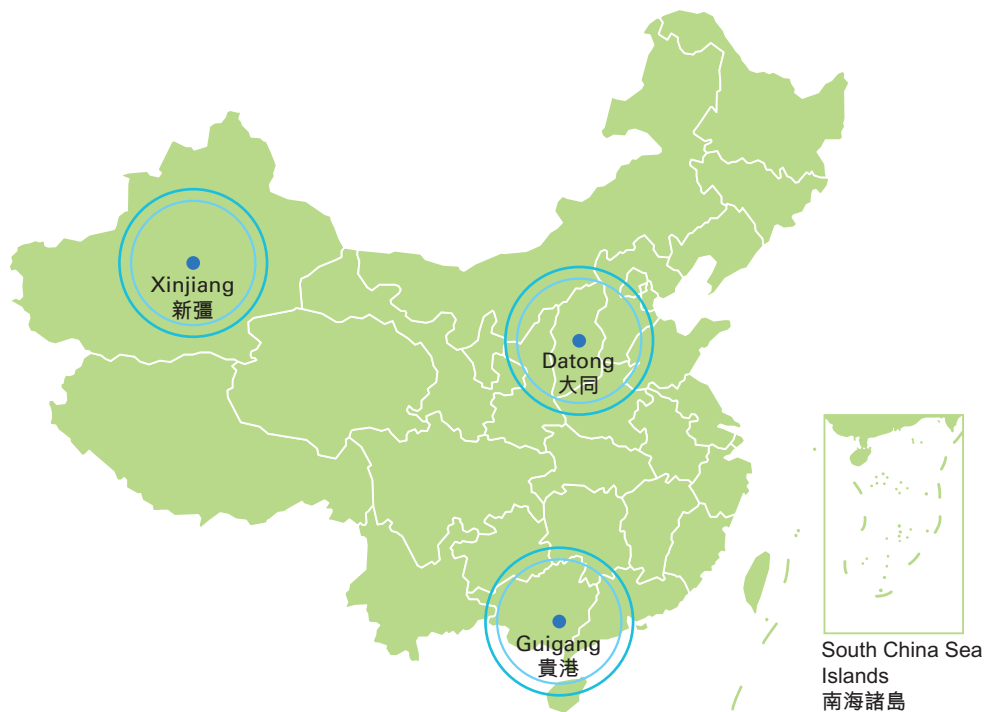 Xinjiang
新疆
Datong
大同
Guigang
貴港
South China Sea
Islands
南海諸島